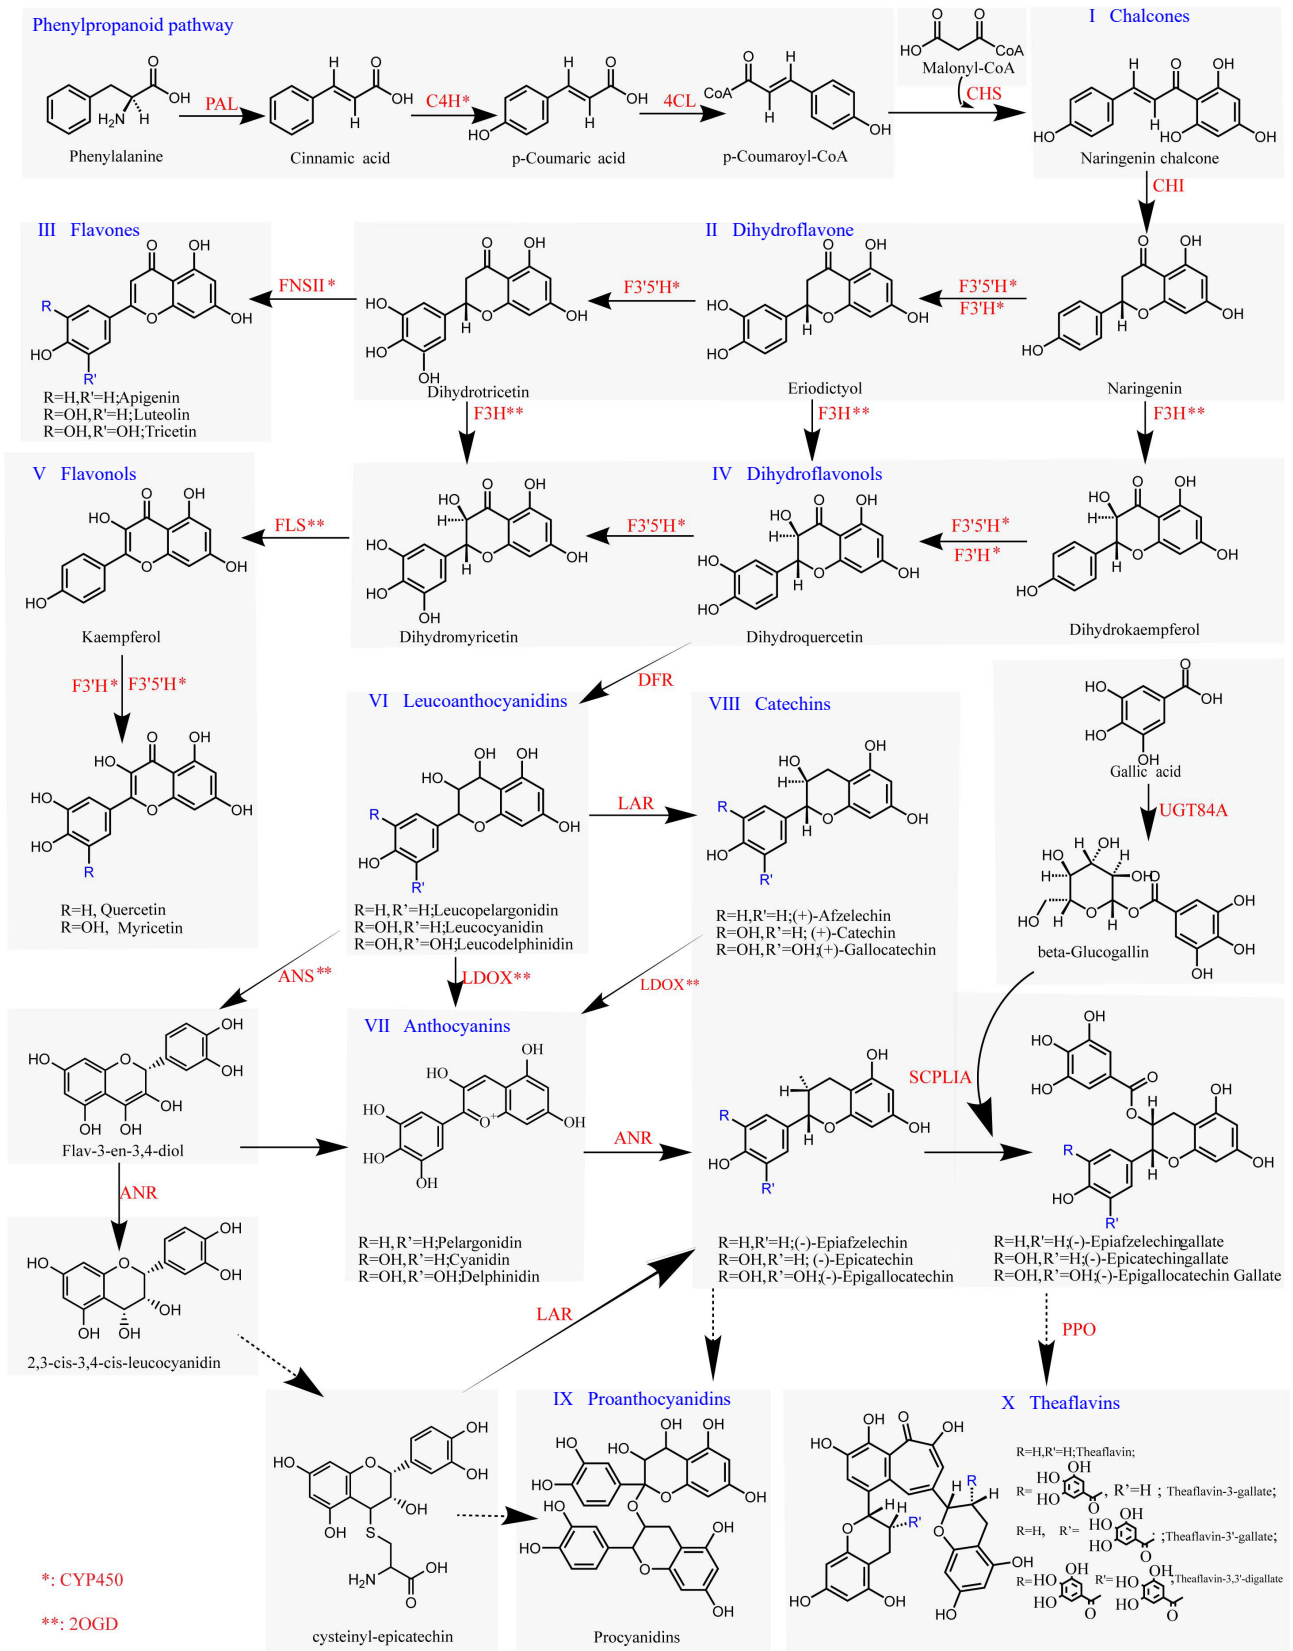 Phenylpropanoid pathway
I Chalcones
Malonyl-CoA
PAL
C4H*
4CL
CHS
Phenylalanine
Cinnamic acid
p-Coumaric acid
p-Coumaroyl-CoA
Naringenin chalcone
CHI
III Flavones
II Dihydroflavone
FNSII*
F3'5'H*
F3'5'H*
F3'H*
R=H,R'=H;Apigenin
R=OH,R'=H;Luteolin
R=OH,R'=OH;Tricetin
Dihydrotricetin
Eriodictyol
Naringenin
F3H**
F3H**
F3H**
V Flavonols
IV Dihydroflavonols
FLS**
F3'5'H*
F3'5'H*
F3'H*
Kaempferol
Dihydromyricetin
Dihydroquercetin
Dihydrokaempferol
F3'H*
F3'5'H*
DFR
VI Leucoanthocyanidins
VIII Catechins
Gallic acid
LAR
UGT84A
R=H, Quercetin
R=OH, Myricetin
R=H,R’=H;Leucopelargonidin
R=OH,R’=H;Leucocyanidin
R=OH,R’=OH;Leucodelphinidin
R=H,R'=H;(+)-Afzelechin
R=OH,R’=H; (+)-Catechin
R=OH,R’=OH;(+)-Gallocatechin
beta-Glucogallin
ANS**
LDOX**
LDOX**
VII Anthocyanins
SCPLIA
Flav-3-en-3,4-diol
ANR
ANR
R=H,R’=H;Pelargonidin
R=OH,R’=H;Cyanidin
R=OH,R’=OH;Delphinidin
R=H,R'=H;(-)-Epiafzelechin
R=OH,R’=H; (-)-Epicatechin
R=OH,R’=OH;(-)-Epigallocatechin
R=H,R’=H;(-)-Epiafzelechingallate
R=OH,R’=H;(-)-Epicatechingallate
R=OH,R’=OH;(-)-Epigallocatechin Gallate
LAR
PPO
2,3-cis-3,4-cis-leucocyanidin
IX Proanthocyanidins
X Theaflavins
R=H,R'=H;Theaflavin;
R= , R’=H ; Theaflavin-3-gallate;
R=H, R’= ;Theaflavin-3'-gallate;
R= R’= ;Theaflavin-3,3'-digallate
*: CYP450
**: 2OGD
cysteinyl-epicatechin
Procyanidins